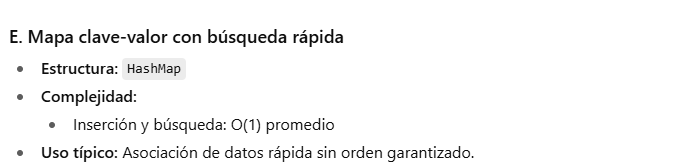 E. Mapa clave-valor con búsqueda rápida
• Estructura: HashMap
• Complejidad:
• Inserción y búsqueda: O(1) promedio
• Uso típico: Asociación de datos rápida sin orden garantizado.